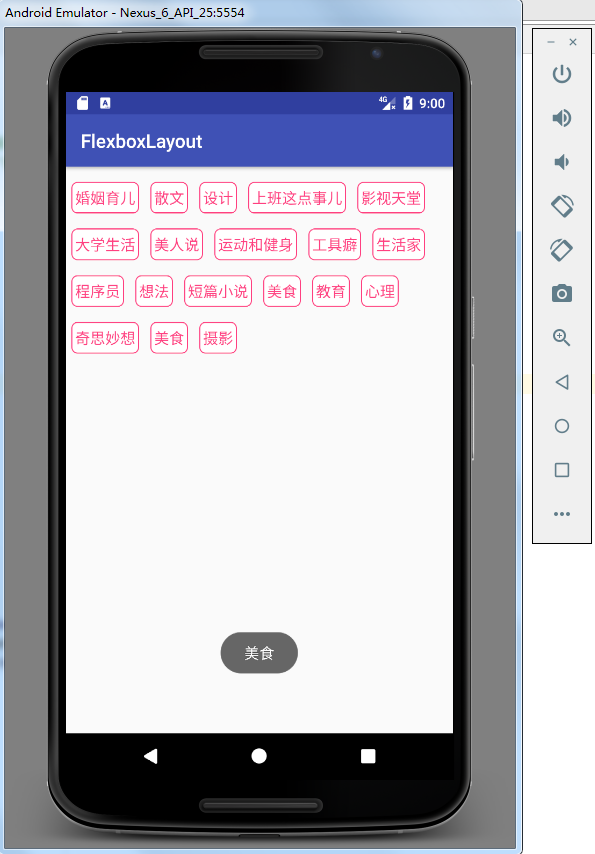 Android Emulator - Nexus_6_API_25:5554
4G 9:00
FlexboxLayout
婚姻育儿 散文 设计 上班这点事儿 影视天堂
大学生活 美人说 运动和健身 工具癖 生活家
程序员 想法 短篇小说 美食 教育 心理
奇思妙想 美食 摄影
美食